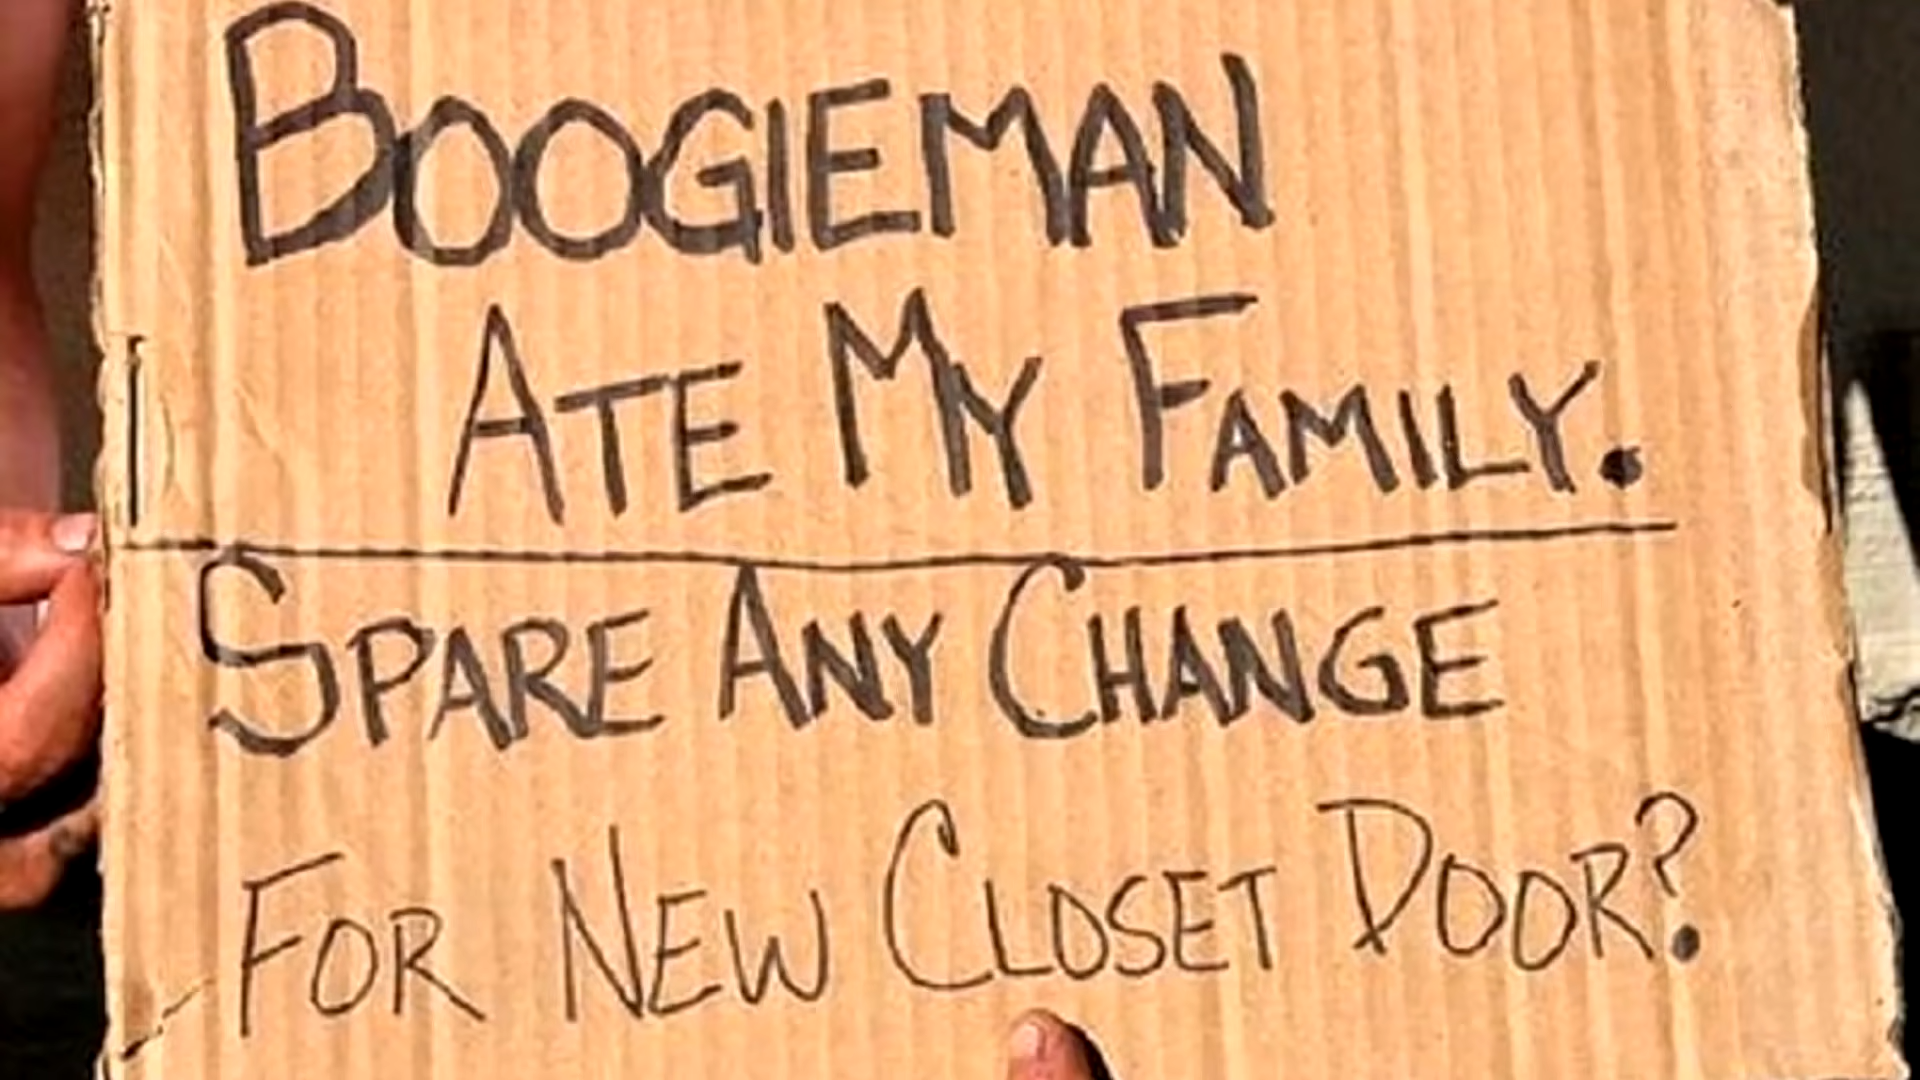 BOOGIEMAN
ATE MY FAMILY.
SPARE ANY CHANGE
FOR NEW CLOSET DOOR?